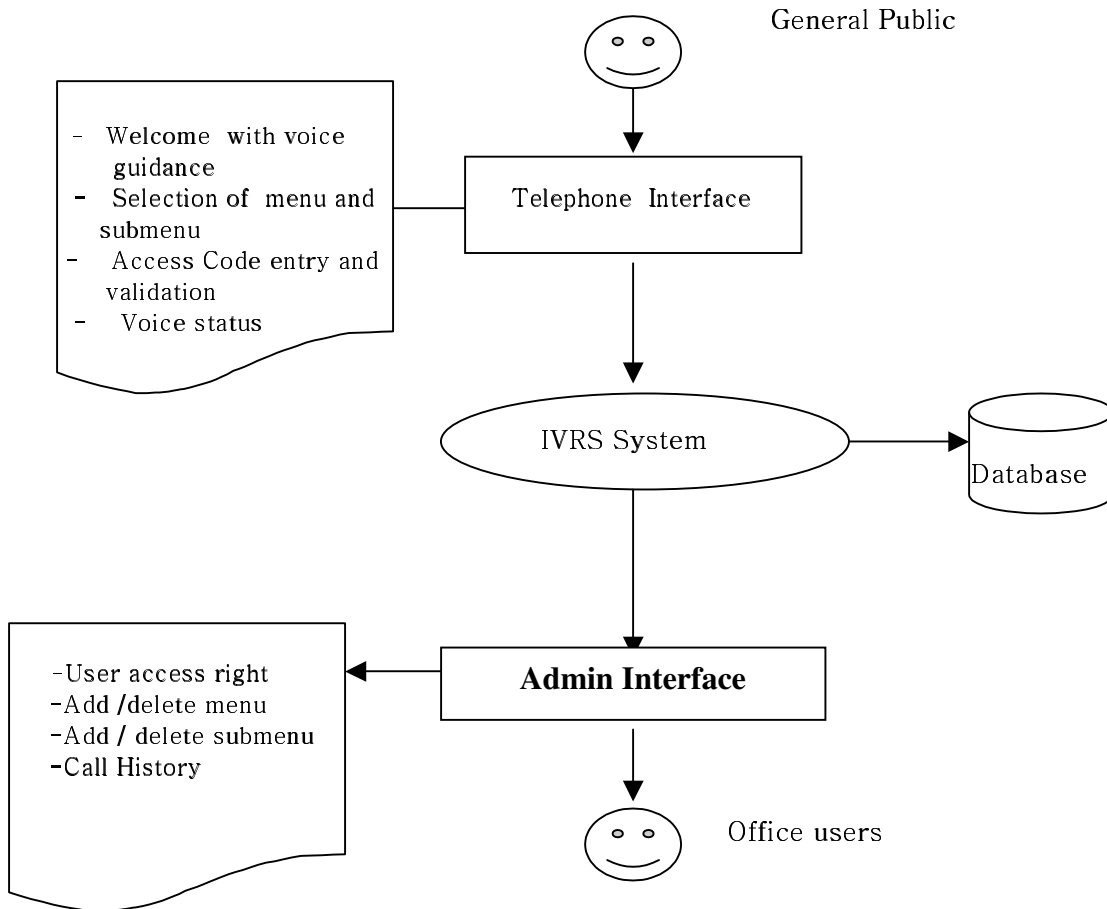 General Public
- Welcome with voice
guidance
- Selection of menu and
submenu
- Access Code entry and
validation
- Voice status
Telephone Interface
IVRS System
Database
Admin Interface
-User access right
-Add /delete menu
-Add / delete submenu
-Call History
Office users